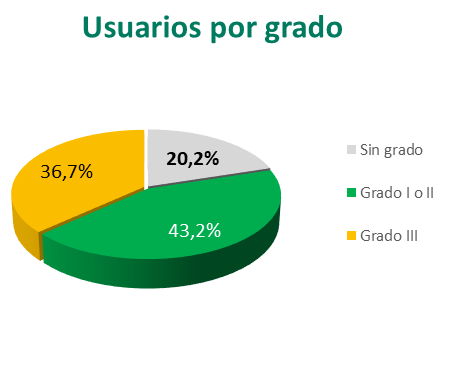 Usuarios por grado
20,2%
36,7%
43,2%
Sin grado
Grado I o II
Grado III